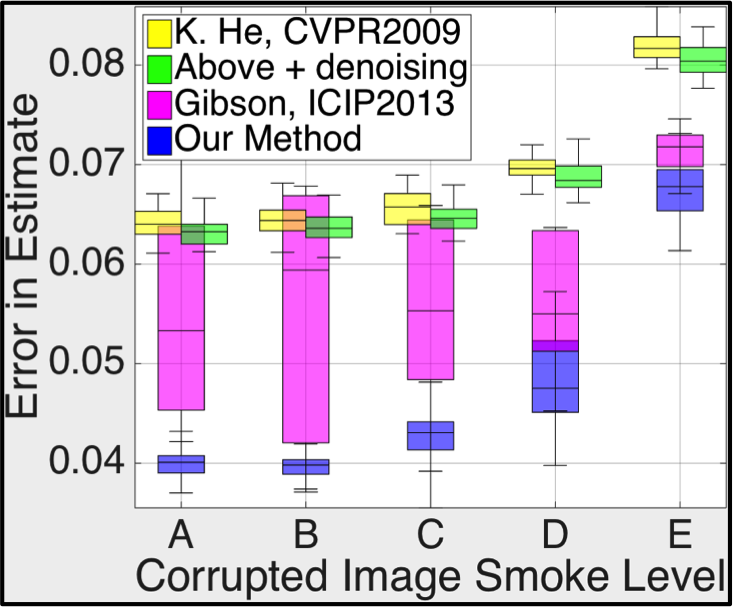 K. He, CVPR2009
Above + denoising
Gibson, ICIP2013
Our Method
Error in Estimate
0.08
0.07
0.06
0.05
0.04
A B C D E
Corrupted Image Smoke Level